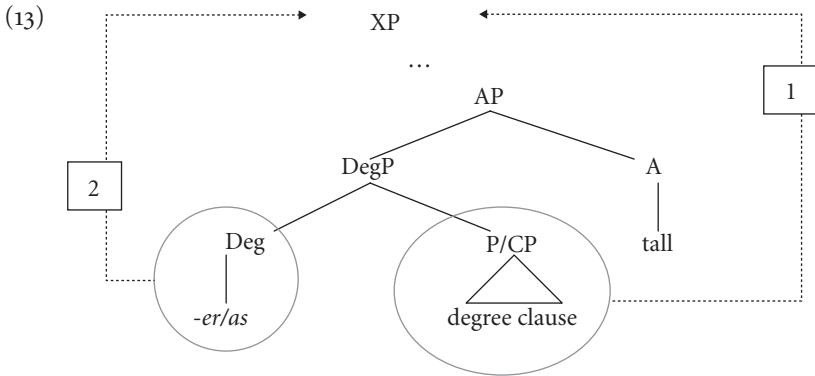 (13)
XP
...
1
AP
2
DegP
A
Deg
P/CP
tall
-er/as
degree clause